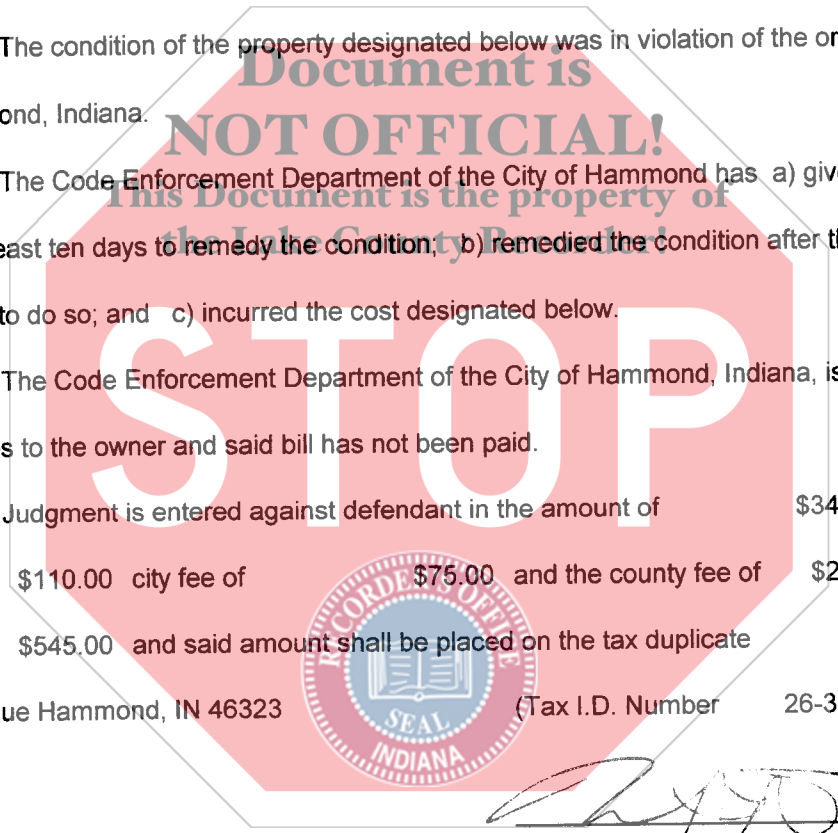 The condition of the property designated below was in violation of the or
Document is
ond, Indiana.
NOT OFFICIAL!
The Code Enforcement Department of the City of Hammond has a) giv
This Document is the property of
east ten days to remedy the condition; b) remedied the condition after th
the Lake County Recorder!
to do so; and c) incurred the cost designated below.
STOP
The Code Enforcement Department of the City of Hammond, Indiana, is
s to the owner and said bill has not been paid.
Judgment is entered against defendant in the amount of $34
$110.00 city fee of $75.00 and the county fee of $2
$545.00 and said amount shall be placed on the tax duplicate
ue Hammond, IN 46323 (Tax I.D. Number 26-3
RECORDER'S OFFICE
SEAL
INDIANA